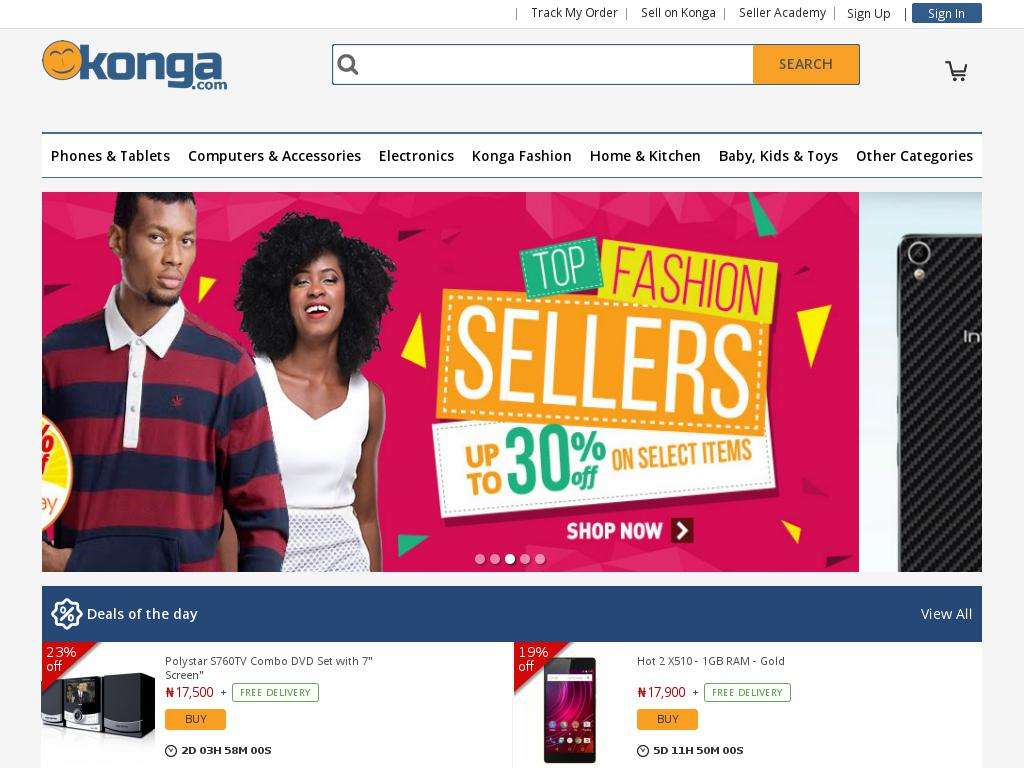 Track My Order | Sell on Konga | Seller Academy | Sign Up | Sign In
konga
.com
SEARCH
Phones & Tablets Computers & Accessories Electronics Konga Fashion Home & Kitchen Baby, Kids & Toys Other Categories
TOP FASHION
SELLERS
UP TO 30% off ON SELECT ITEMS
SHOP NOW
Deals of the day
View All
23% off
Polystar S760TV Combo DVD Set with 7"
Screen"
₦17,500 + FREE DELIVERY
BUY
2D 03H 58M 00S
19% off
Hot 2 X510 - 1GB RAM - Gold
₦17,900 + FREE DELIVERY
BUY
5D 11H 50M 00S